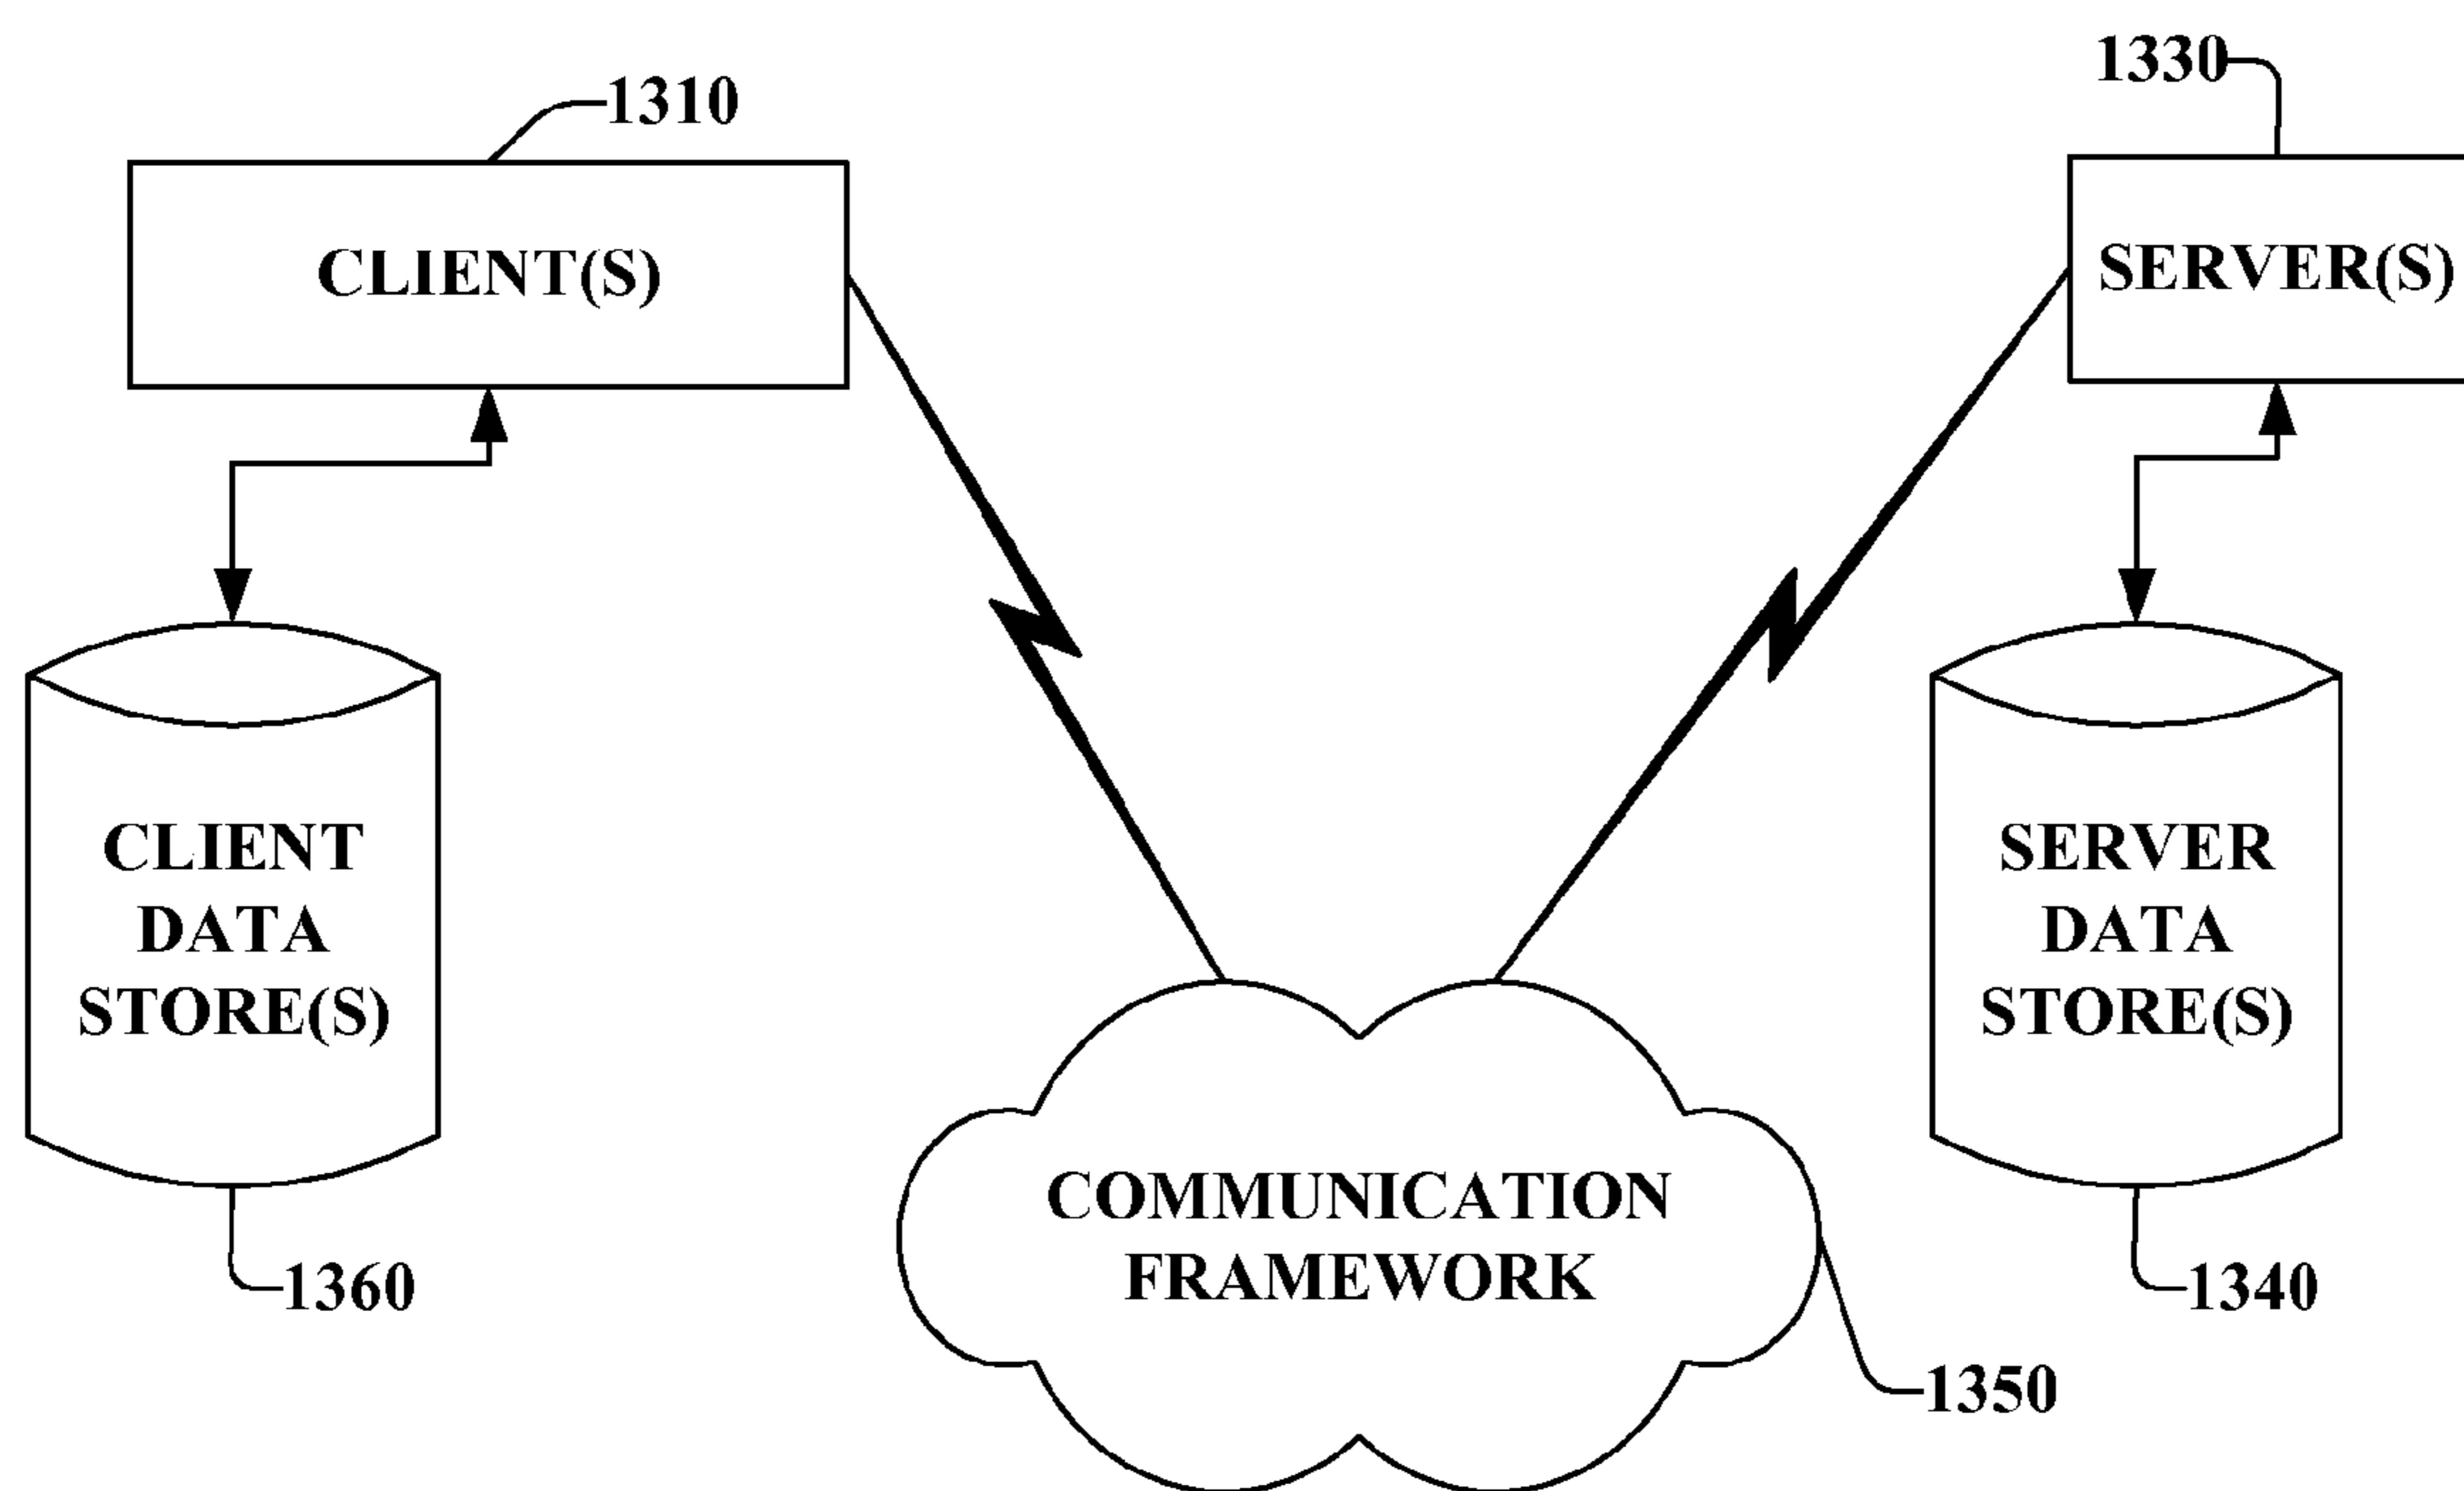 1310
1330
CLIENT(S)
SERVER(S)
CLIENT
DATA
STORE(S)
SERVER
DATA
STORE(S)
COMMUNICATION
FRAMEWORK
1360
1340
1350